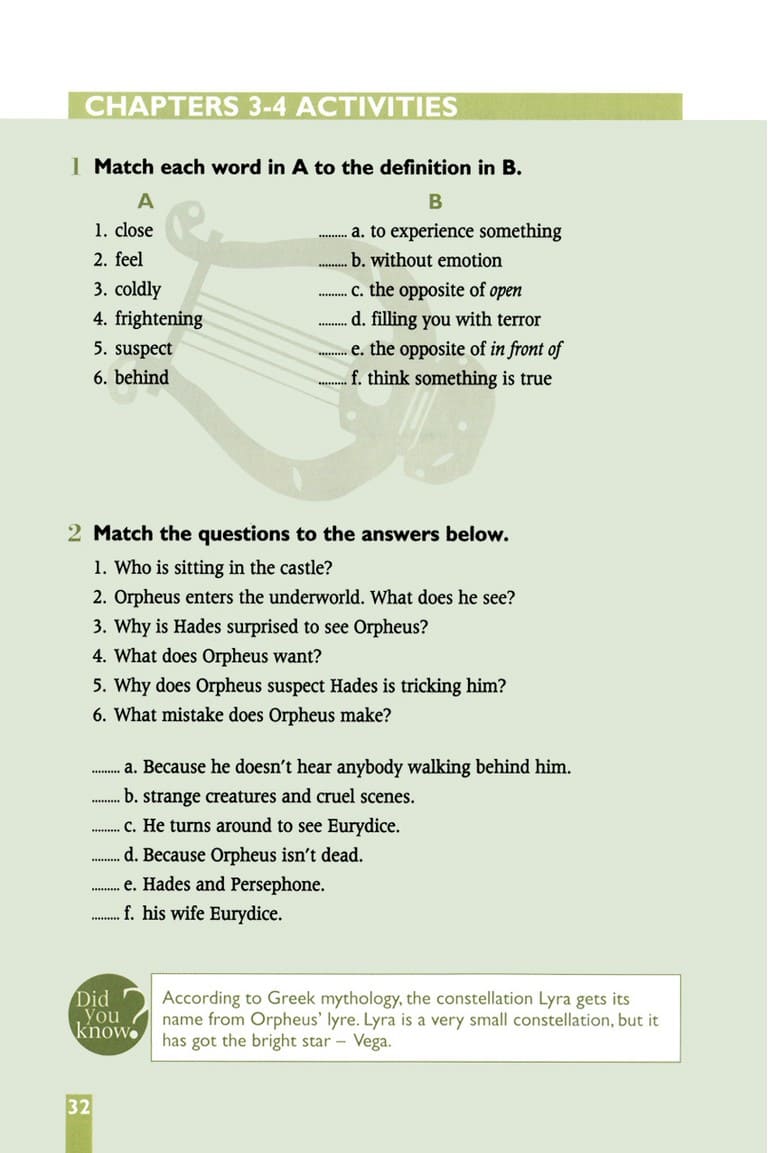 CHAPTERS 3-4 ACTIVITIES
1 Match each word in A to the definition in B.
A B
1. close ......... a. to experience something
2. feel ......... b. without emotion
3. coldly ......... c. the opposite of open
4. frightening ......... d. filling you with terror
5. suspect ......... e. the opposite of in front of
6. behind ......... f. think something is true
2 Match the questions to the answers below.
1. Who is sitting in the castle?
2. Orpheus enters the underworld. What does he see?
3. Why is Hades surprised to see Orpheus?
4. What does Orpheus want?
5. Why does Orpheus suspect Hades is tricking him?
6. What mistake does Orpheus make?
......... a. Because he doesn't hear anybody walking behind him.
......... b. strange creatures and cruel scenes.
......... c. He turns around to see Eurydice.
......... d. Because Orpheus isn't dead.
......... e. Hades and Persephone.
......... f. his wife Eurydice.
Did
you
know?
According to Greek mythology, the constellation Lyra gets its
name from Orpheus' lyre. Lyra is a very small constellation, but it
has got the bright star – Vega.
32